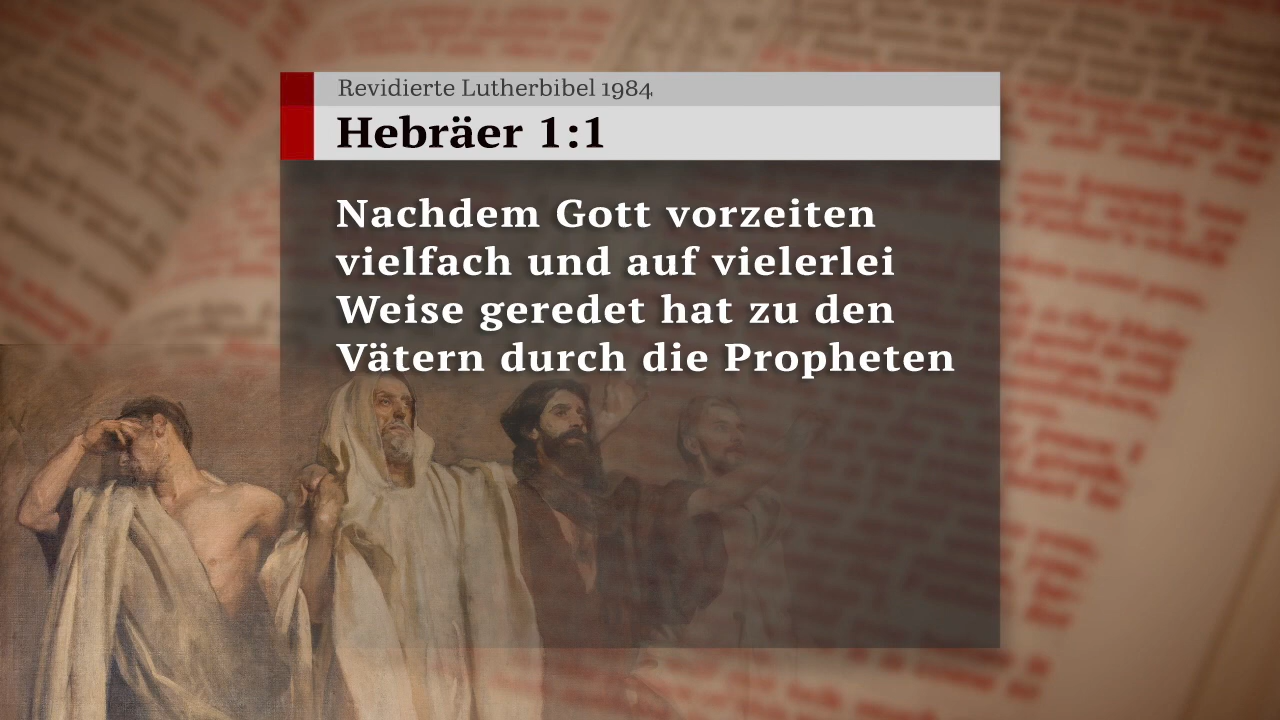 Revidierte Lutherbibel 1984
Hebräer 1:1
Nachdem Gott vorzeiten
vielfach und auf vielerlei
Weise geredet hat zu den
Vätern durch die Propheten